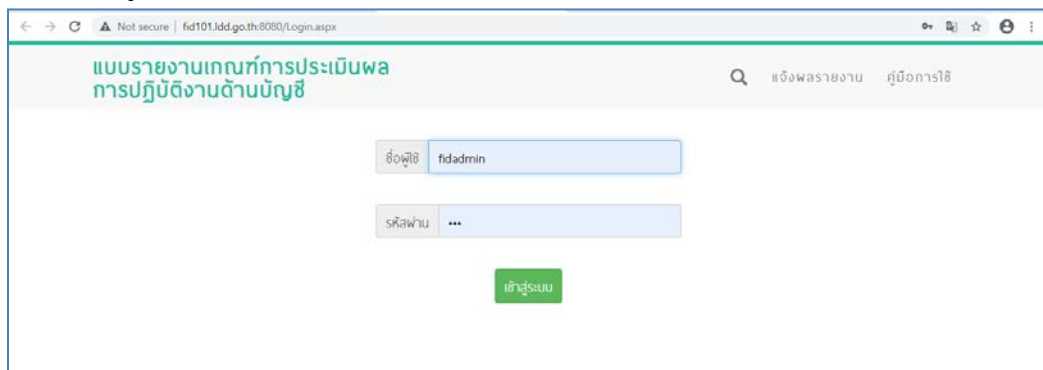 Not secure | fid101.ldd.go.th:8080/Login.aspx
แบบรายงานเกณฑ์การประเมินผล
การปฏิบัติงานด้านบัญชี
แจ้งผลรายงาน คู่มือการใช้
ชื่อผู้ใช้ fidadmin
รหัสผ่าน •••
เข้าสู่ระบบ